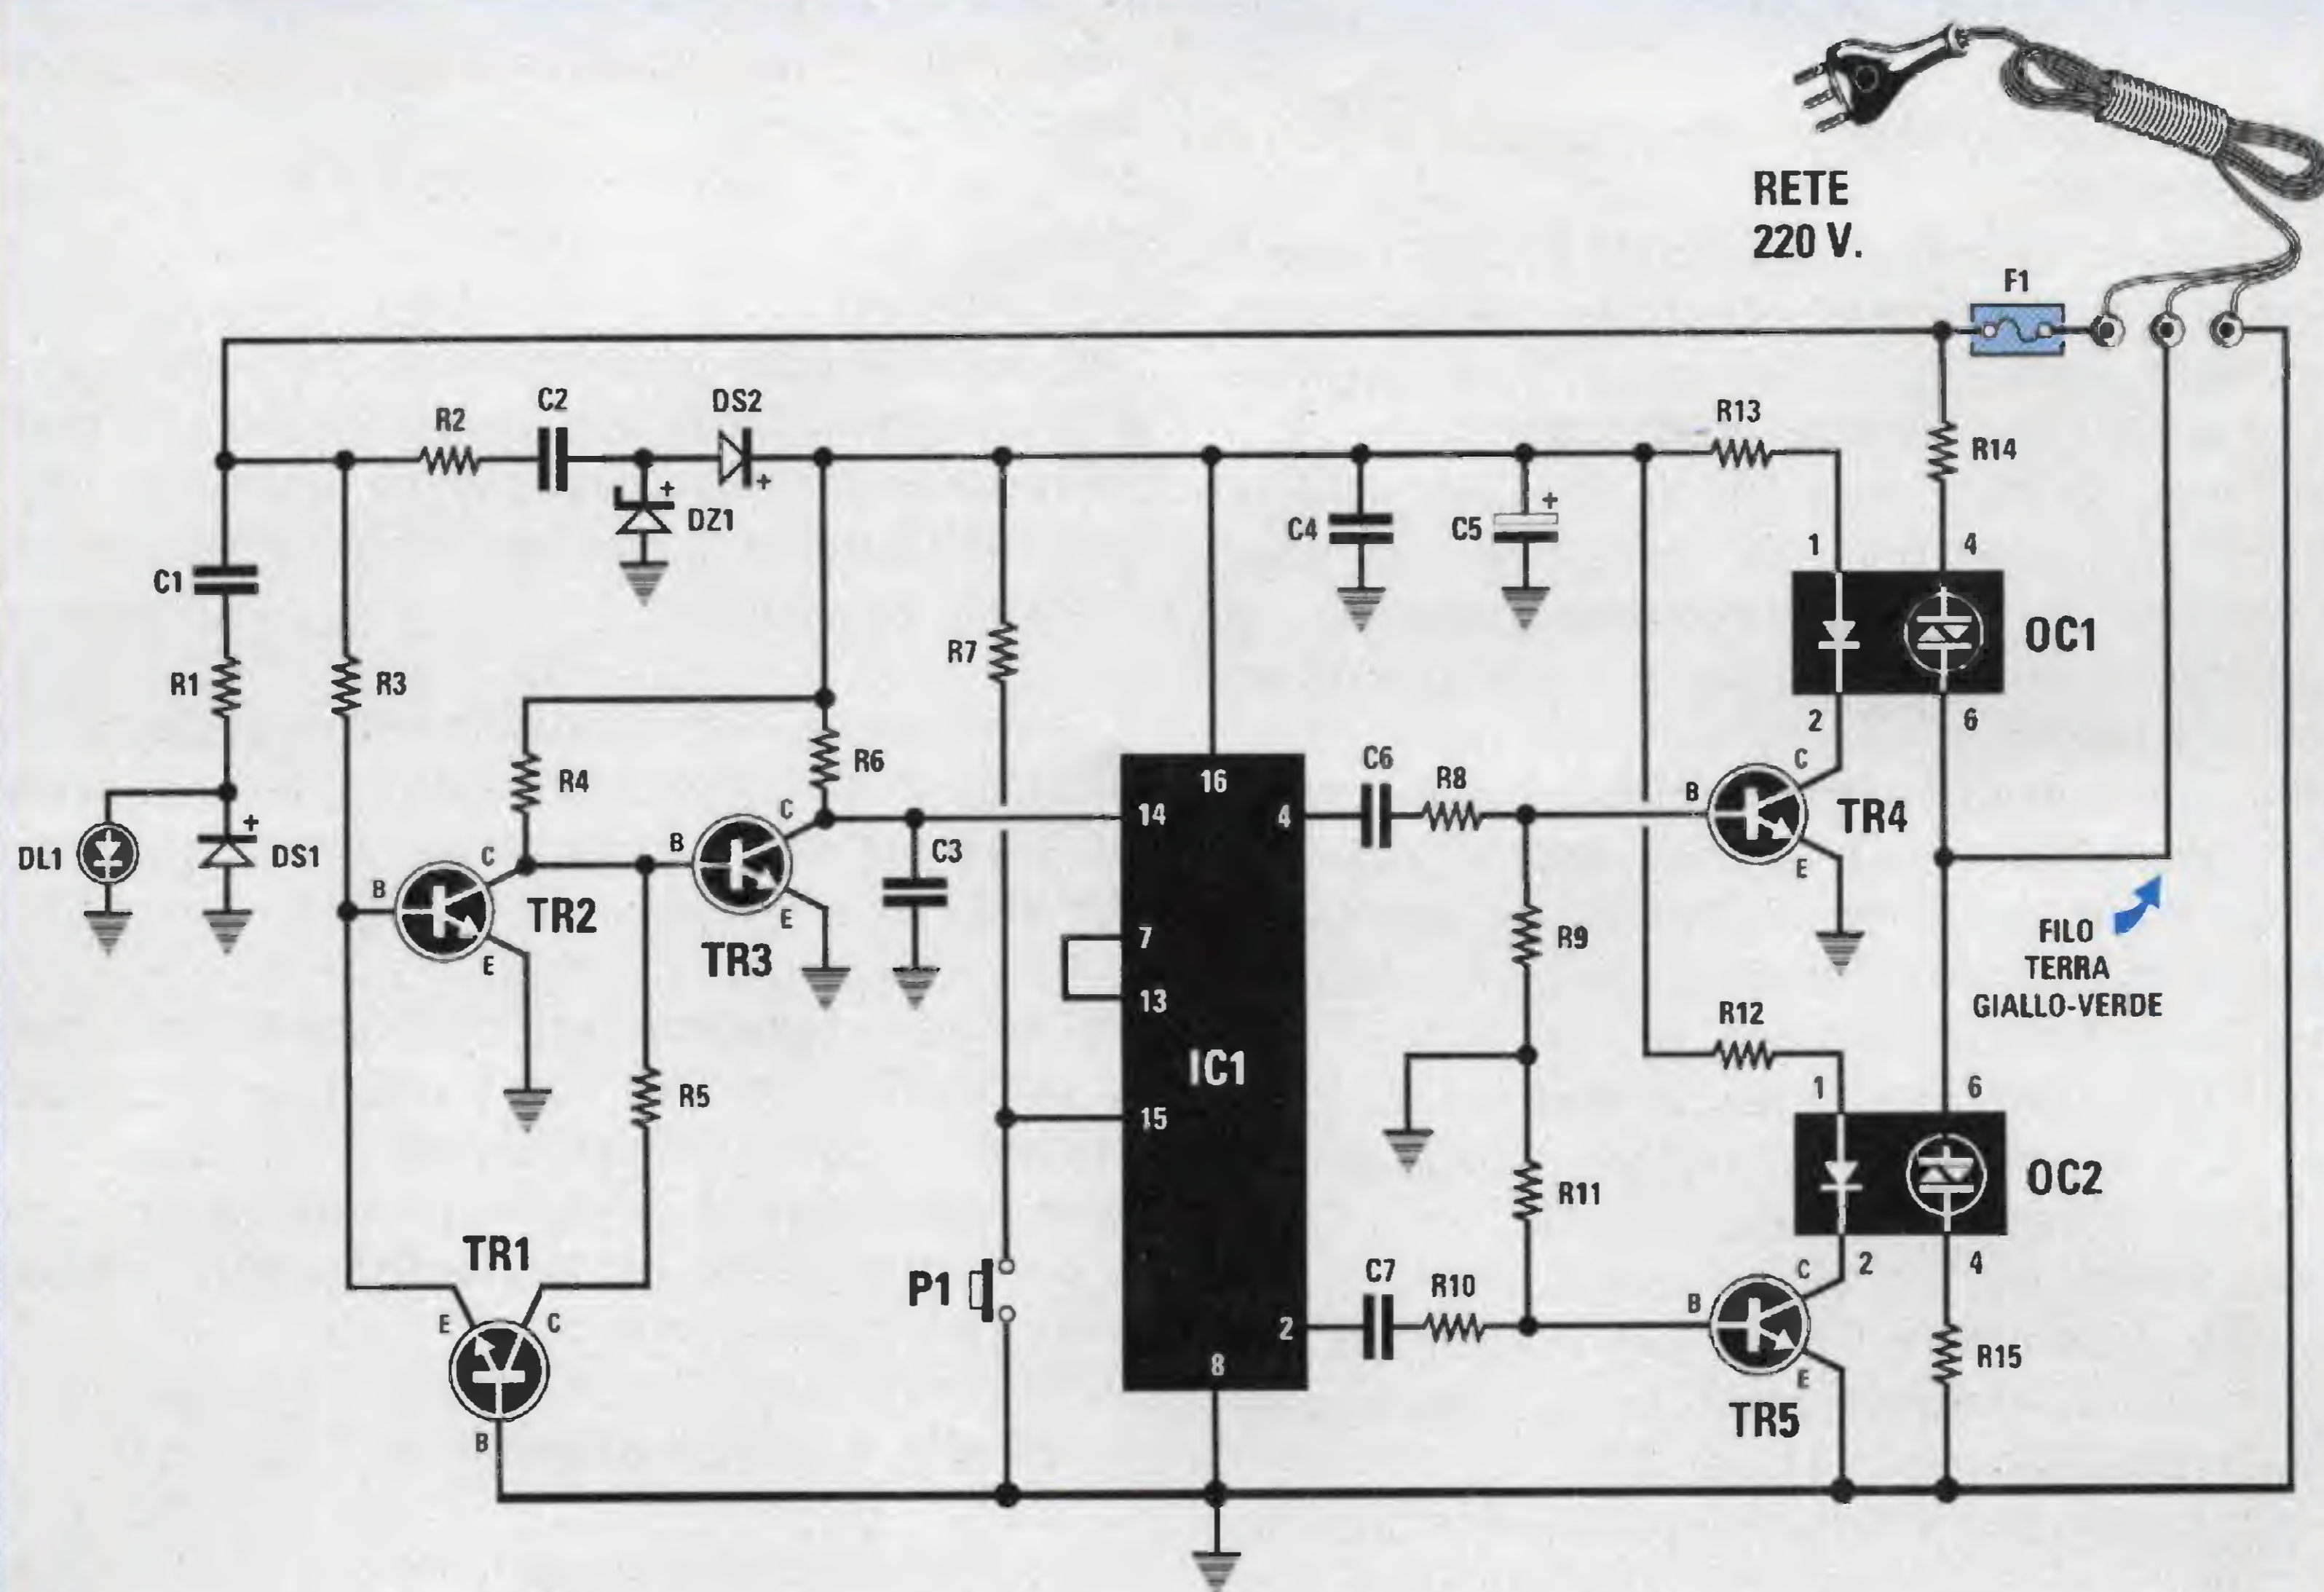 RETE
220 V.
F1
R2
C2
DS2
+
+
DZ1
R13
R14
C4
C5
+
1
4
OC1
2
6
C1
R1
R3
R7
R4
R6
DL1
+
DS1
B
C
E
TR2
B
C
E
TR3
C3
16
14
4
7
13
IC1
15
2
8
C6
R8
B
C
E
TR4
R9
FILO
TERRA
GIALLO-VERDE
R12
1
6
OC2
2
4
R5
R11
TR1
E
C
B
P1
C7
R10
B
C
E
TR5
R15